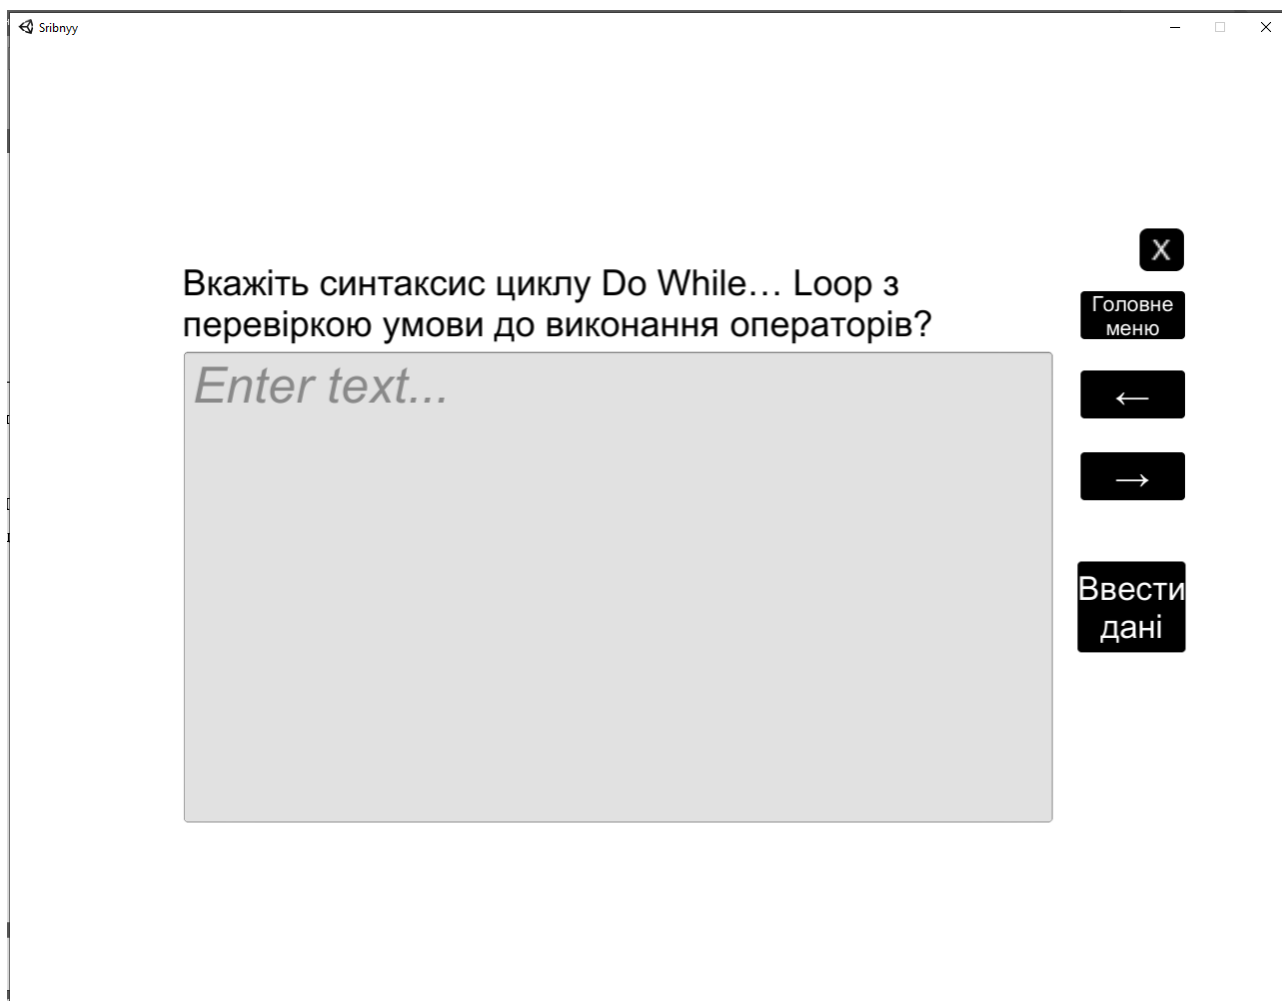 Sribnyy
X
Вкажіть синтаксис циклу Do While… Loop з
перевіркою умови до виконання операторів?
Головне
меню
Enter text...
←
→
Ввести
дані